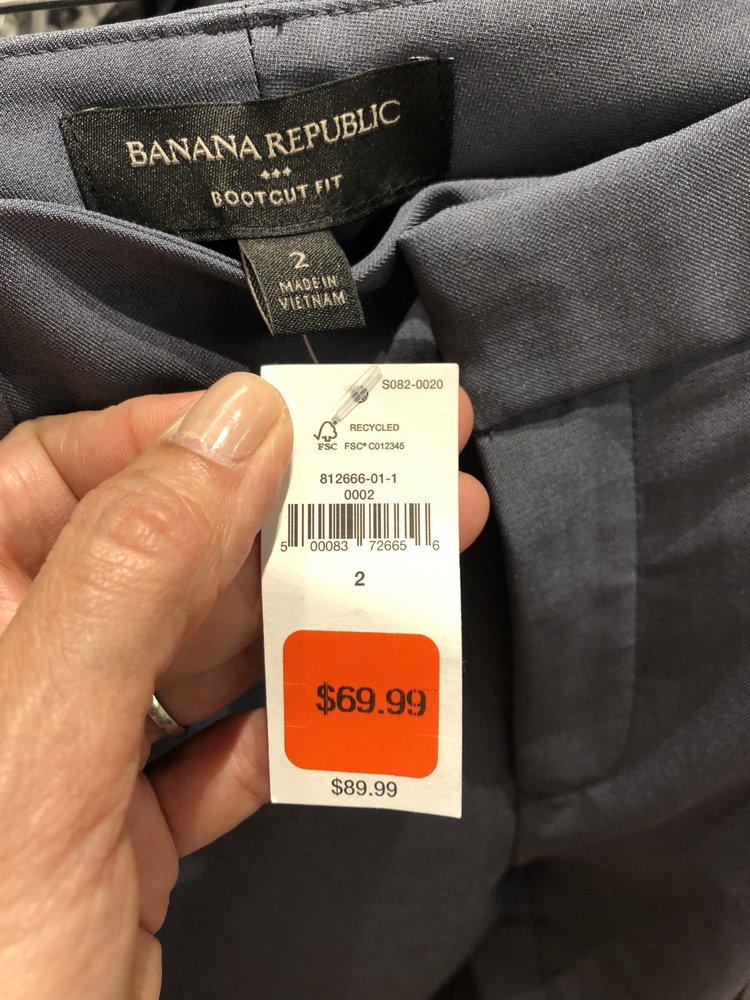 BANANA REPUBLIC
BOOTCUT FIT
2
MADE IN
VIETNAM
S082-0020
RECYCLED
FSC
FSC® C012345
812666-01-1
0002
5 00083 72665 6
2
$69.99
$89.99